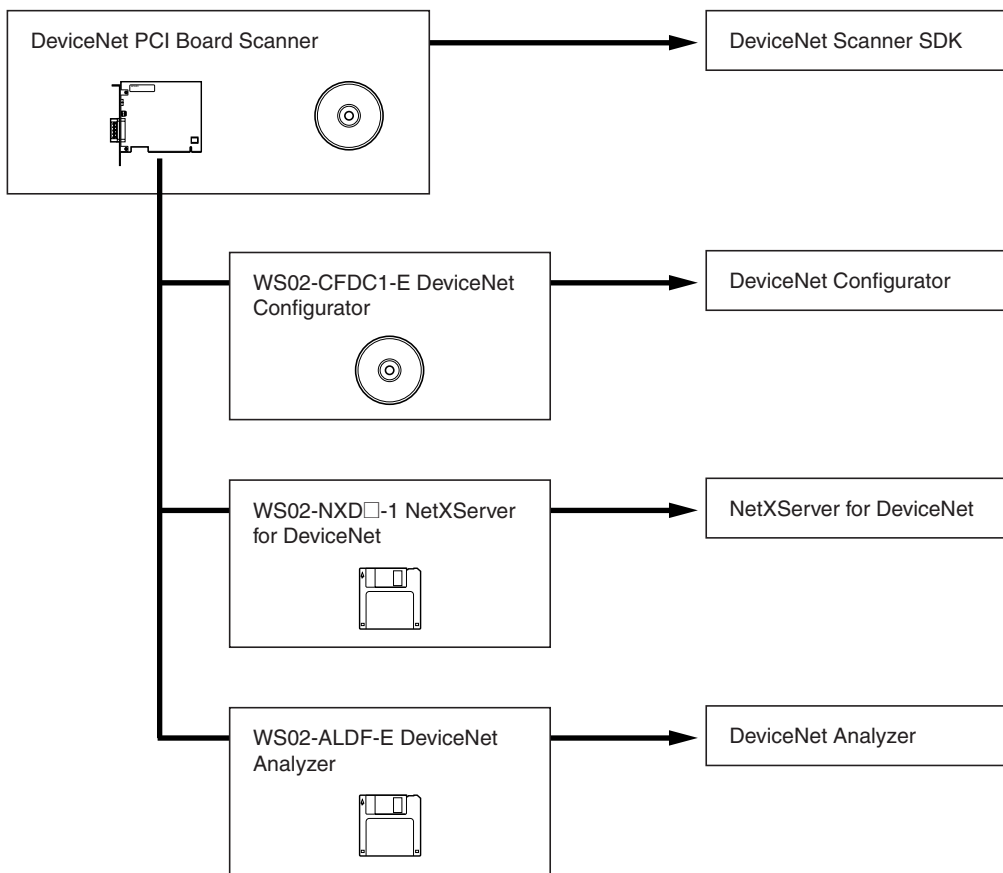 DeviceNet PCI Board Scanner
DeviceNet Scanner SDK
WS02-CFDC1-E DeviceNet
Configurator
DeviceNet Configurator
WS02-NXD□-1 NetXServer
for DeviceNet
NetXServer for DeviceNet
WS02-ALDF-E DeviceNet
Analyzer
DeviceNet Analyzer